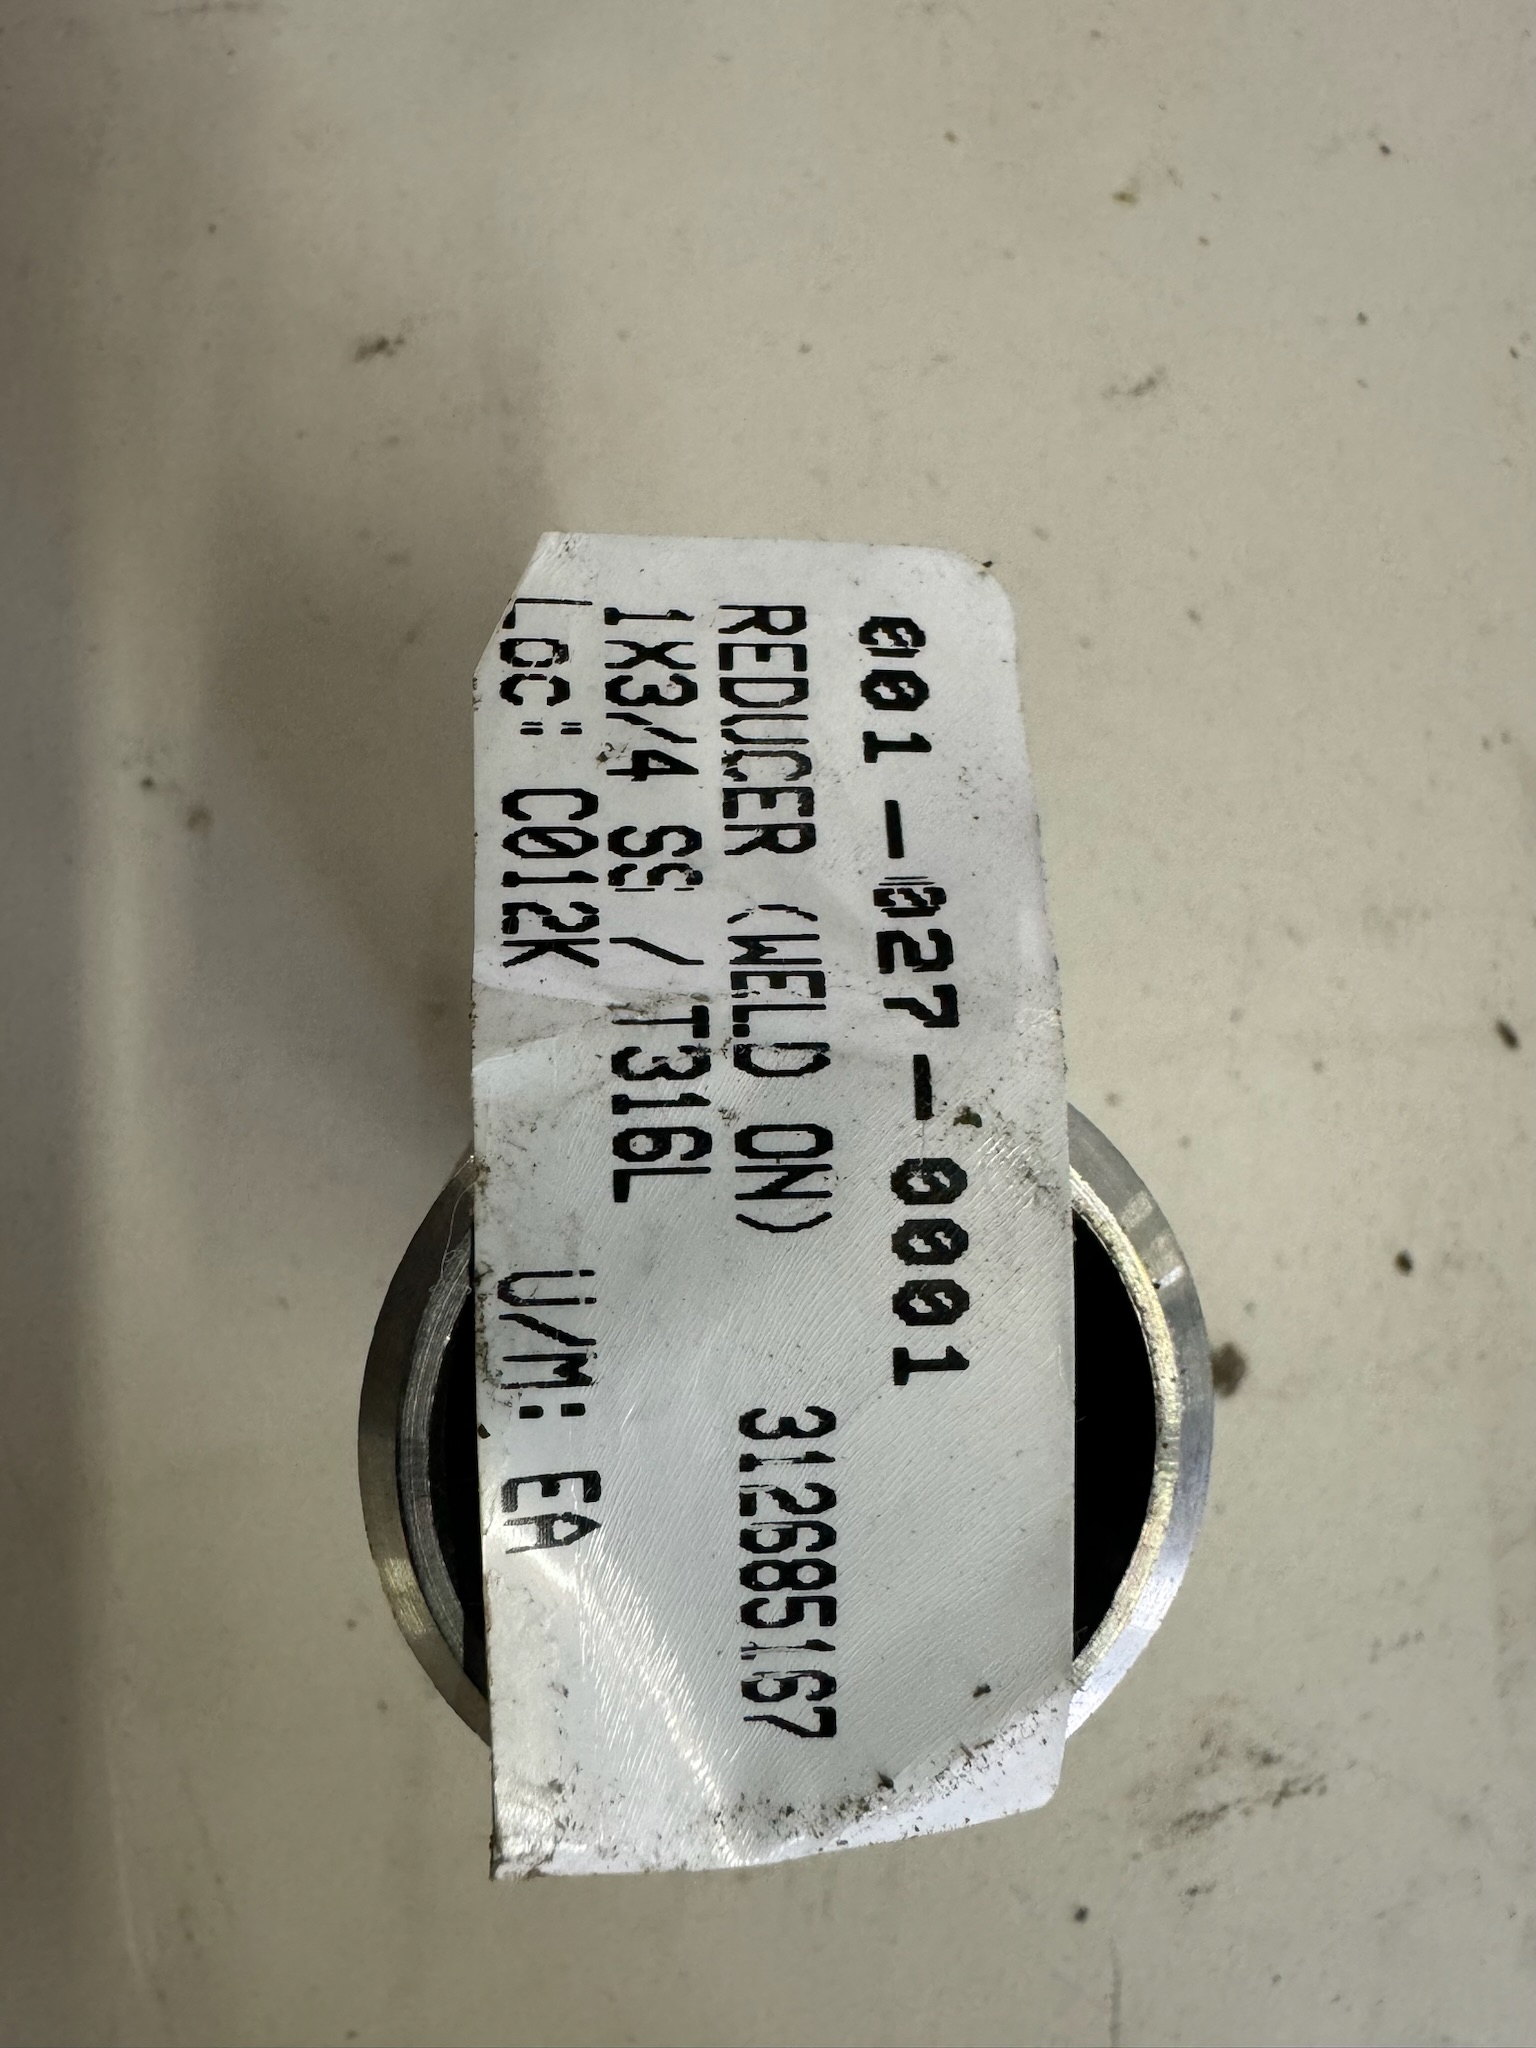 001-027-0001
REDUCER (WELD ON) 312685167
1X3/4 SS / T316L
Loc: C012K U/M: EA